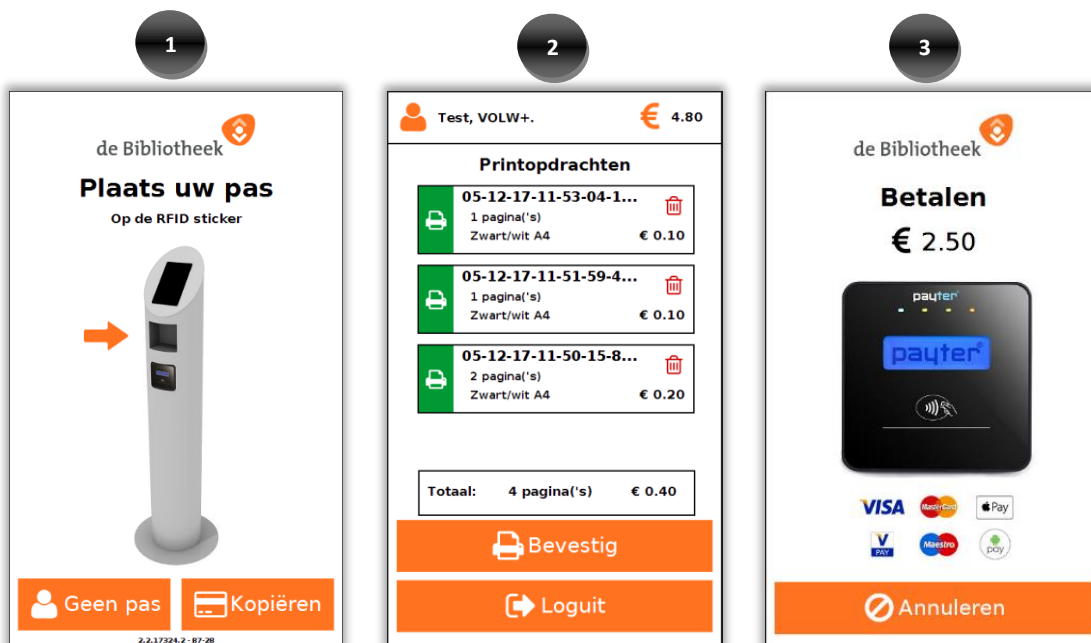 1
de Bibliotheek
Plaats uw pas
Op de RFID sticker
Geen pas
Kopiëren
2.2.17324.2 - B7-28
2
Test, VOLW+.
€ 4.80
Printopdrachten
05-12-17-11-53-04-1...
1 pagina('s)
Zwart/wit A4 € 0.10
05-12-17-11-51-59-4...
1 pagina('s)
Zwart/wit A4 € 0.10
05-12-17-11-50-15-8...
2 pagina('s)
Zwart/wit A4 € 0.20
Totaal: 4 pagina('s) € 0.40
Bevestig
Loguit
3
de Bibliotheek
Betalen
€ 2.50
payter
payter
VISA MasterCard Pay
V PAY Maestro pay
Annuleren